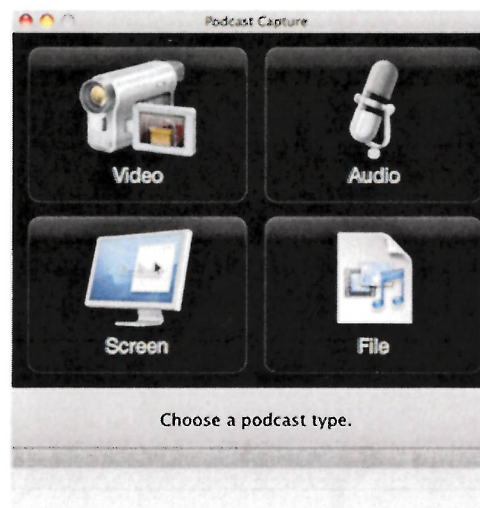 Podcast Capture
Video
Audio
Screen
File
Choose a podcast type.